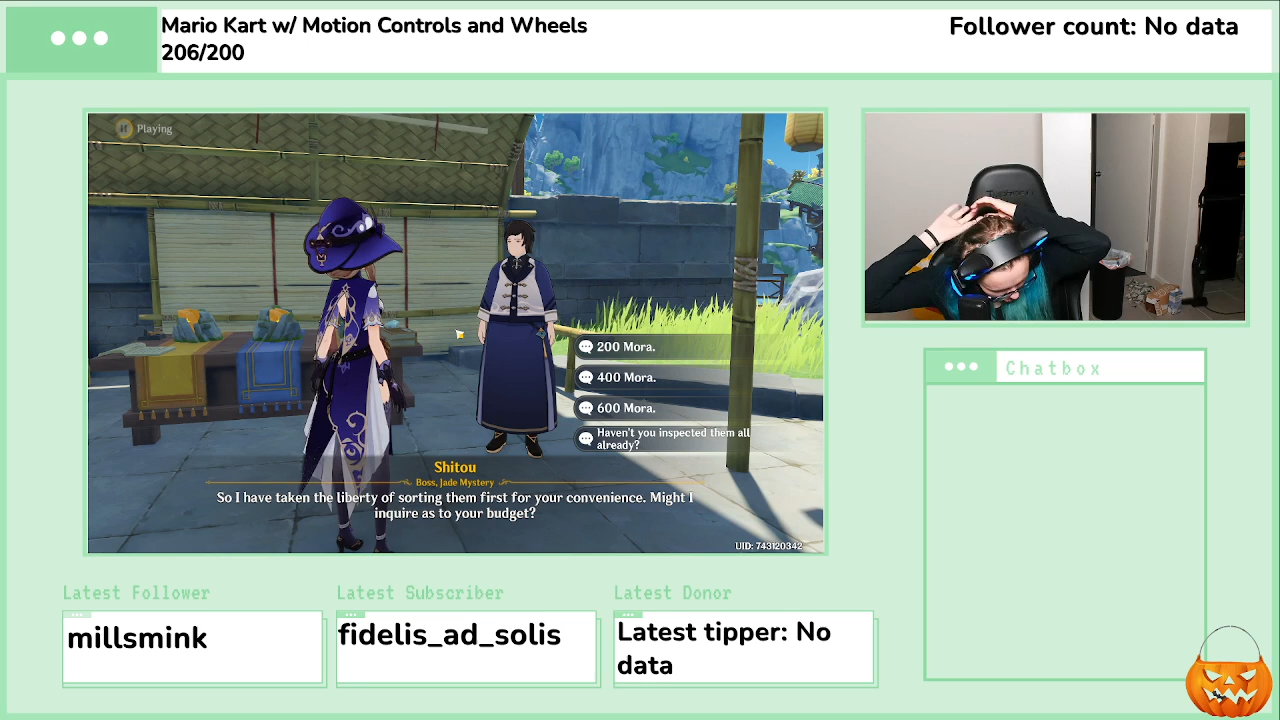 Mario Kart w/ Motion Controls and Wheels
206/200
Follower count: No data
Playing
200 Mora.
400 Mora.
600 Mora.
Haven't you inspected them all
already?
Shitou
Boss, Jade Mystery
So I have taken the liberty of sorting them first for your convenience. Might I
inquire as to your budget?
UID: 743120342
Chatbox
Latest Follower
millsmink
Latest Subscriber
fidelis_ad_solis
Latest Donor
Latest tipper: No
data